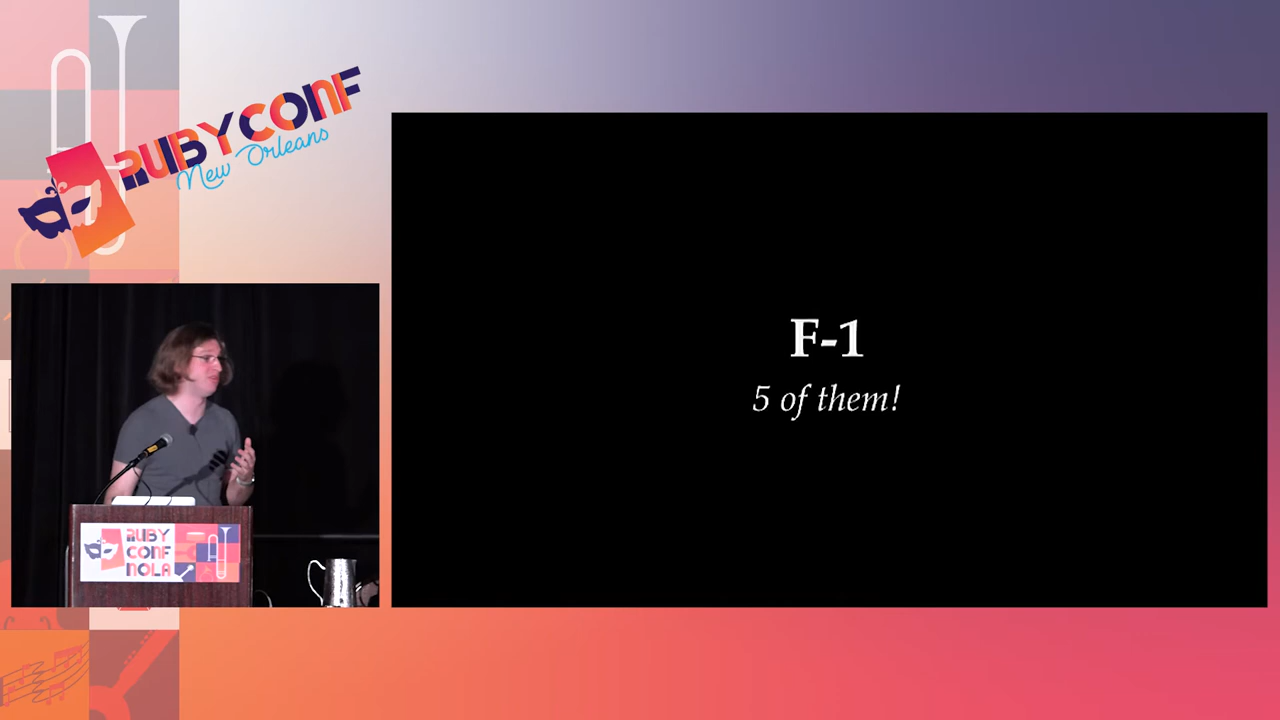 RUBYCONF
New Orleans
F-1
5 of them!
RUBY
CONF
NOLA